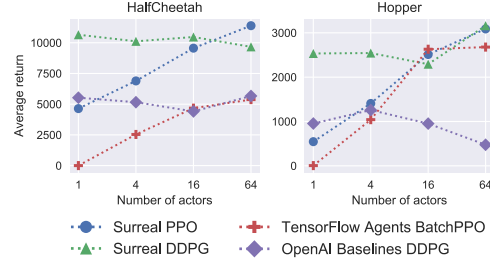 HalfCheetah
Hopper
Average return
10000
7500
5000
2500
0
3000
2000
1000
0
1
4
16
64
1
4
16
64
Number of actors
Number of actors
Surreal PPO
TensorFlow Agents BatchPPO
Surreal DDPG
OpenAI Baselines DDPG